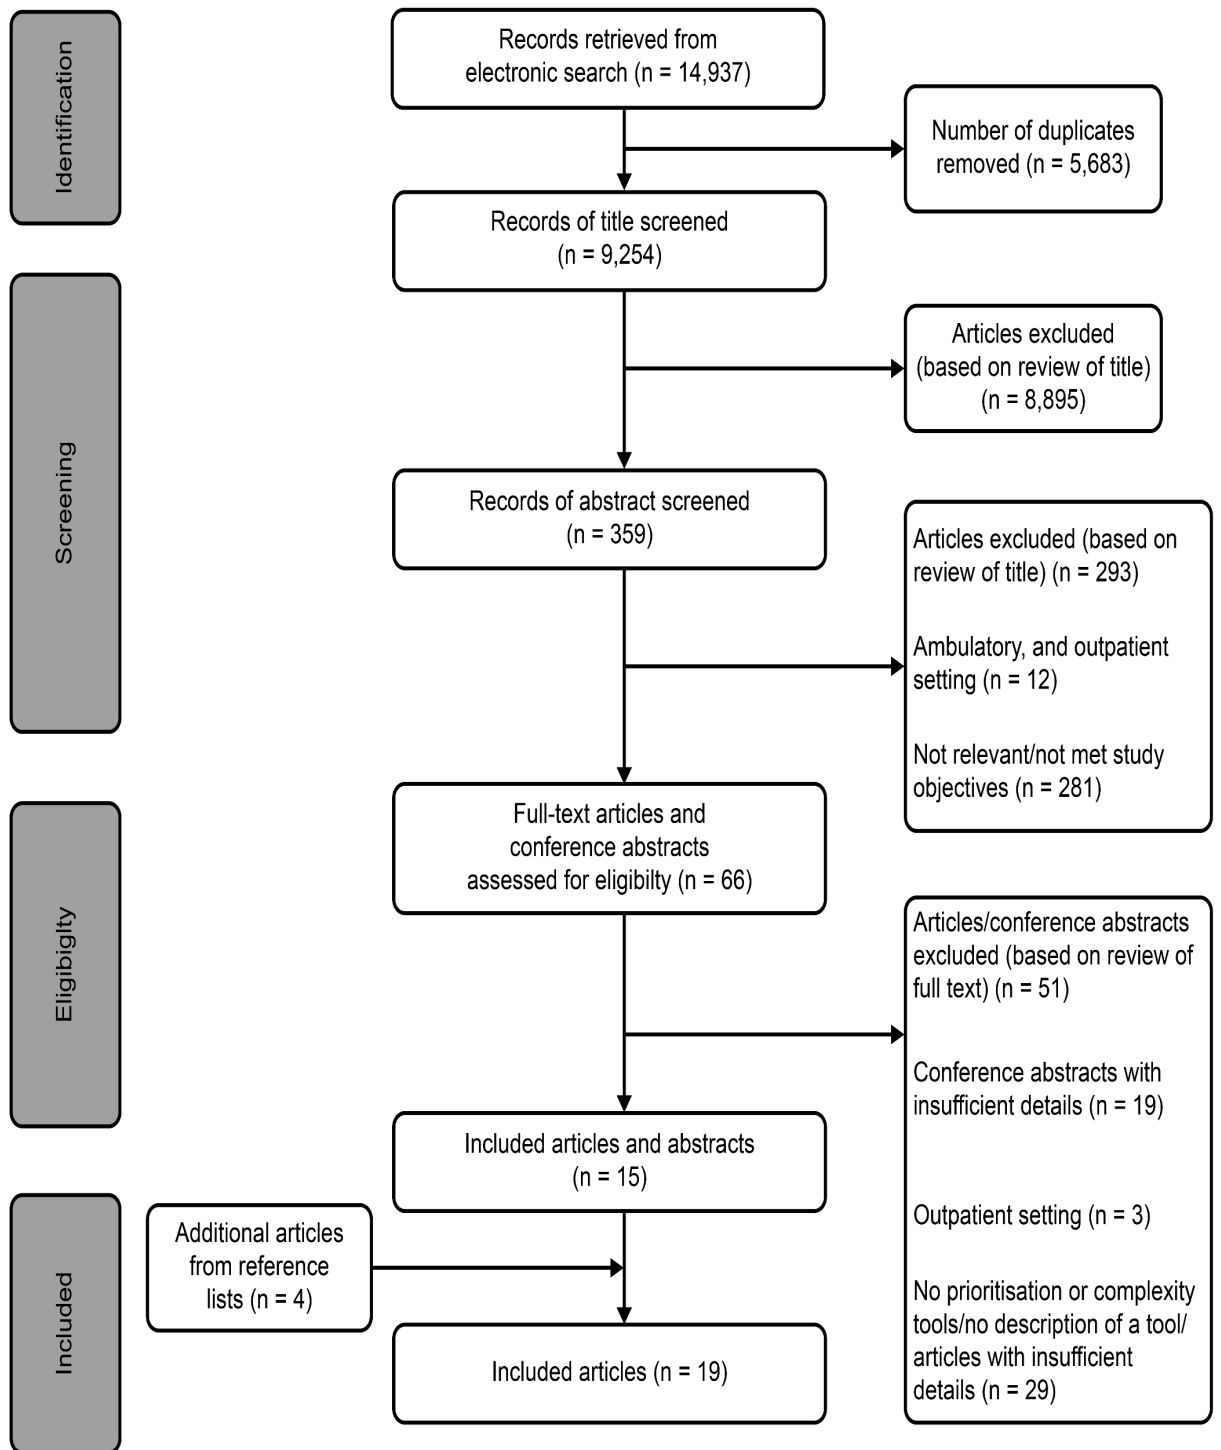 Identification
Records retrieved from
electronic search (n = 14,937)
Number of duplicates
removed (n = 5,683)
Records of title screened
(n = 9,254)
Screening
Articles excluded
(based on review of title)
(n = 8,895)
Records of abstract screened
(n = 359)
Articles excluded (based on
review of title) (n = 293)
Ambulatory, and outpatient
setting (n = 12)
Not relevant/not met study
objectives (n = 281)
Eligibiglty
Full-text articles and
conference abstracts
assessed for eligibilty (n = 66)
Articles/conference abstracts
excluded (based on review of
full text) (n = 51)
Conference abstracts with
insufficient details (n = 19)
Outpatient setting (n = 3)
No prioritisation or complexity
tools/no description of a tool/
articles with insufficient
details (n = 29)
Included articles and abstracts
(n = 15)
Included
Additional articles
from reference
lists (n = 4)
Included articles (n = 19)